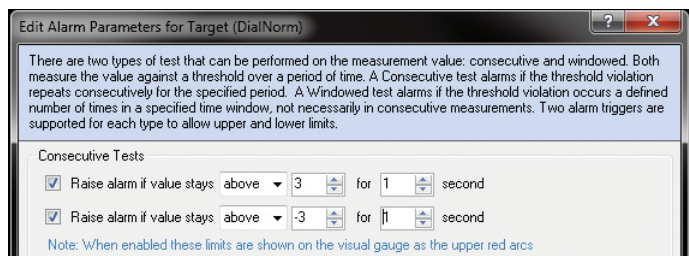 Edit Alarm Parameters for Target (DialNorm)
There are two types of test that can be performed on the measurement value: consecutive and windowed. Both
measure the value against a threshold over a period of time. A Consecutive test alarms if the threshold violation
repeats consecutively for the specified period. A Windowed test alarms if the threshold violation occurs a defined
number of times in a specified time window, not necessarily in consecutive measurements. Two alarm triggers are
supported for each type to allow upper and lower limits.
Consecutive Tests
Raise alarm if value stays above 3 for 1 second
Raise alarm if value stays above -3 for 1 second
Note: When enabled these limits are shown on the visual gauge as the upper red arcs